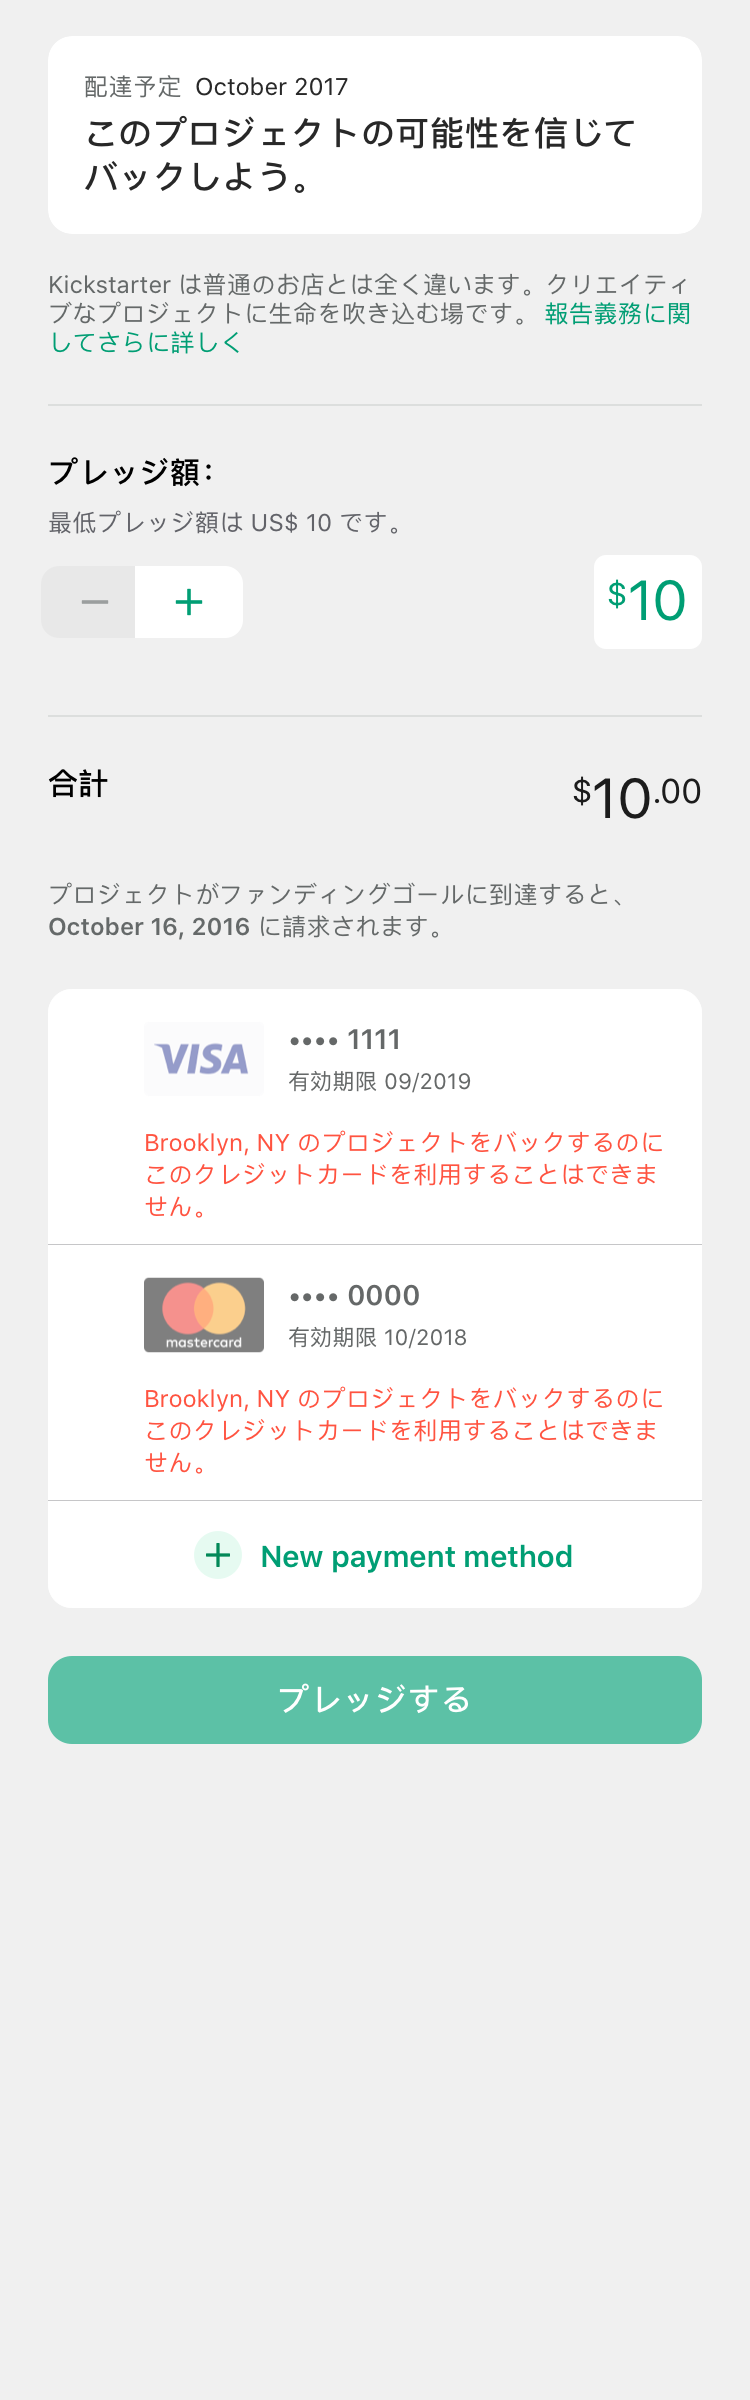 配達予定 October 2017
このプロジェクトの可能性を信じて
バックしよう。
Kickstarter は普通のお店とは全く違います。クリエイティ
ブなプロジェクトに生命を吹き込む場です。 報告義務に関
してさらに詳しく
プレッジ額：
最低プレッジ額は US$ 10 です。
− +
$10
合計
$10.00
プロジェクトがファンディングゴールに到達すると、
October 16, 2016 に請求されます。
VISA
•••• 1111
有効期限 09/2019
Brooklyn, NY のプロジェクトをバックするのに
このクレジットカードを利用することはできま
せん。
mastercard
•••• 0000
有効期限 10/2018
Brooklyn, NY のプロジェクトをバックするのに
このクレジットカードを利用することはできま
せん。
+ New payment method
プレッジする